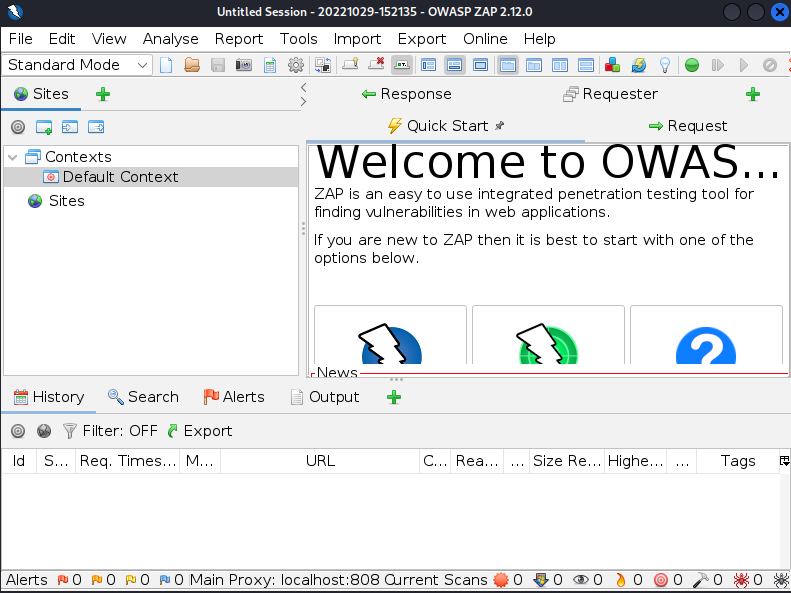 Untitled Session - 20221029-152135 - OWASP ZAP 2.12.0
File Edit View Analyse Report Tools Import Export Online Help
Standard Mode
Sites
Response
Requester
Quick Start
Request
Contexts
Default Context
Sites
Welcome to OWAS...
ZAP is an easy to use integrated penetration testing tool for
finding vulnerabilities in web applications.
If you are new to ZAP then it is best to start with one of the
options below.
?
News
History Search Alerts Output
Filter: OFF Export
Id S... Req. Times... M... URL C... Rea... ... Size Re... Highe... ... Tags
Alerts 0 0 0 0 Main Proxy: localhost:808 Current Scans 0 0 0 0 0 0 0